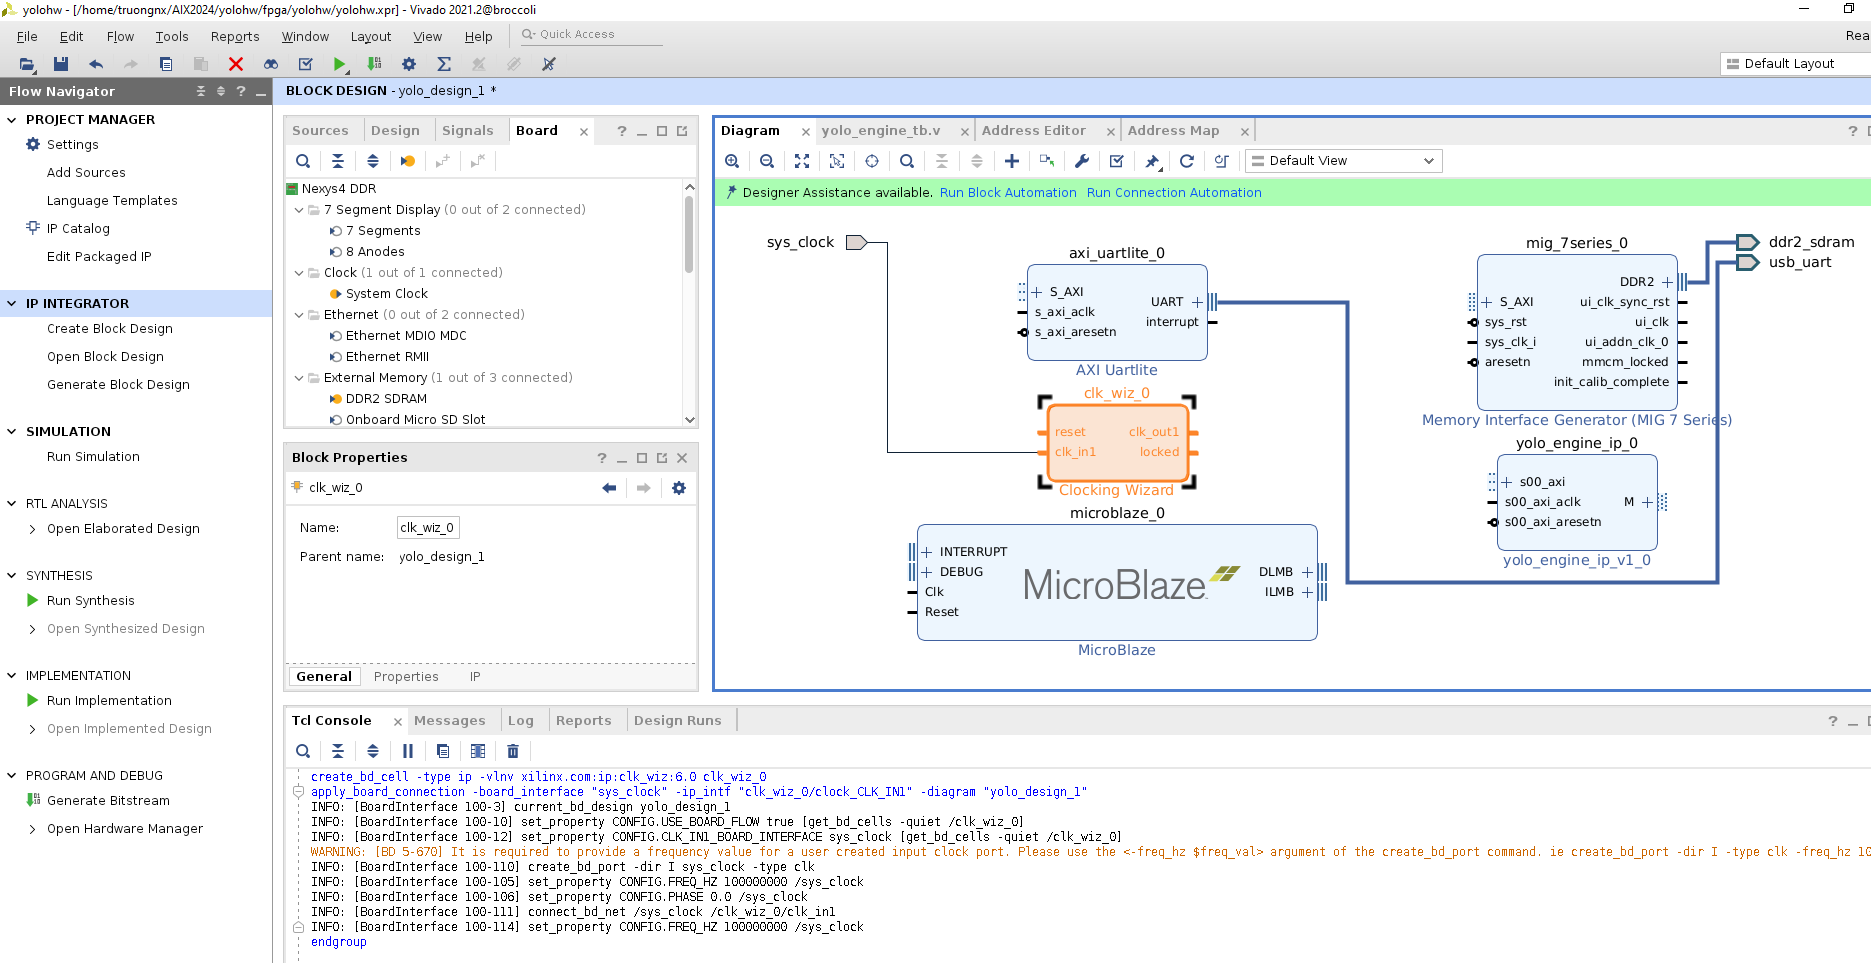 yolohw - [/home/truongnx/AIX2024/yolohw/fpga/yolohw/yolohw.xpr] - Vivado 2021.2@broccoli
File Edit Flow Tools Reports Window Layout View Help Quick Access
Rea
Default Layout
Flow Navigator
PROJECT MANAGER
Settings
Add Sources
Language Templates
IP Catalog
Edit Packaged IP
IP INTEGRATOR
Create Block Design
Open Block Design
Generate Block Design
SIMULATION
Run Simulation
RTL ANALYSIS
Open Elaborated Design
SYNTHESIS
Run Synthesis
Open Synthesized Design
IMPLEMENTATION
Run Implementation
Open Implemented Design
PROGRAM AND DEBUG
Generate Bitstream
Open Hardware Manager
BLOCK DESIGN - yolo_design_1 *
Sources Design Signals Board
Nexys4 DDR
7 Segment Display (0 out of 2 connected)
7 Segments
8 Anodes
Clock (1 out of 1 connected)
System Clock
Ethernet (0 out of 2 connected)
Ethernet MDIO MDC
Ethernet RMII
External Memory (1 out of 3 connected)
DDR2 SDRAM
Onboard Micro SD Slot
Block Properties
clk_wiz_0
Name: clk_wiz_0
Parent name: yolo_design_1
General Properties IP
Diagram yolo_engine_tb.v Address Editor Address Map
Default View
Designer Assistance available. Run Block Automation Run Connection Automation
sys_clock
axi_uartlite_0
S_AXI
s_axi_aclk
s_axi_aresetn
UART
interrupt
AXI Uartlite
clk_wiz_0
reset
clk_in1
clk_out1
locked
Clocking Wizard
microblaze_0
INTERRUPT
DEBUG
Clk
Reset
MicroBlaze
DLMB
ILMB
MicroBlaze
mig_7series_0
S_AXI
sys_rst
sys_clk_i
aresetn
DDR2
ui_clk_sync_rst
ui_clk
ui_addn_clk_0
mmcm_locked
init_calib_complete
Memory Interface Generator (MIG 7 Series)
ddr2_sdram
usb_uart
yolo_engine_ip_0
s00_axi
s00_axi_aclk
s00_axi_aresetn
M
yolo_engine_ip_v1_0
Tcl Console Messages Log Reports Design Runs
create_bd_cell -type ip -vlnv xilinx.com:ip:clk_wiz:6.0 clk_wiz_0
apply_board_connection -board_interface "sys_clock" -ip_intf "clk_wiz_0/clock_CLK_IN1" -diagram "yolo_design_1"
INFO: [BoardInterface 100-3] current_bd_design yolo_design_1
INFO: [BoardInterface 100-10] set_property CONFIG.USE_BOARD_FLOW true [get_bd_cells -quiet /clk_wiz_0]
INFO: [BoardInterface 100-12] set_property CONFIG.CLK_IN1_BOARD_INTERFACE sys_clock [get_bd_cells -quiet /clk_wiz_0]
WARNING: [BD 5-670] It is required to provide a frequency value for a user created input clock port. Please use the <-freq_hz $freq_val> argument of the create_bd_port command. ie create_bd_port -dir I -type clk -freq_hz 10
INFO: [BoardInterface 100-110] create_bd_port -dir I sys_clock -type clk
INFO: [BoardInterface 100-105] set_property CONFIG.FREQ_HZ 100000000 /sys_clock
INFO: [BoardInterface 100-106] set_property CONFIG.PHASE 0.0 /sys_clock
INFO: [BoardInterface 100-111] connect_bd_net /sys_clock /clk_wiz_0/clk_in1
INFO: [BoardInterface 100-114] set_property CONFIG.FREQ_HZ 100000000 /sys_clock
endgroup